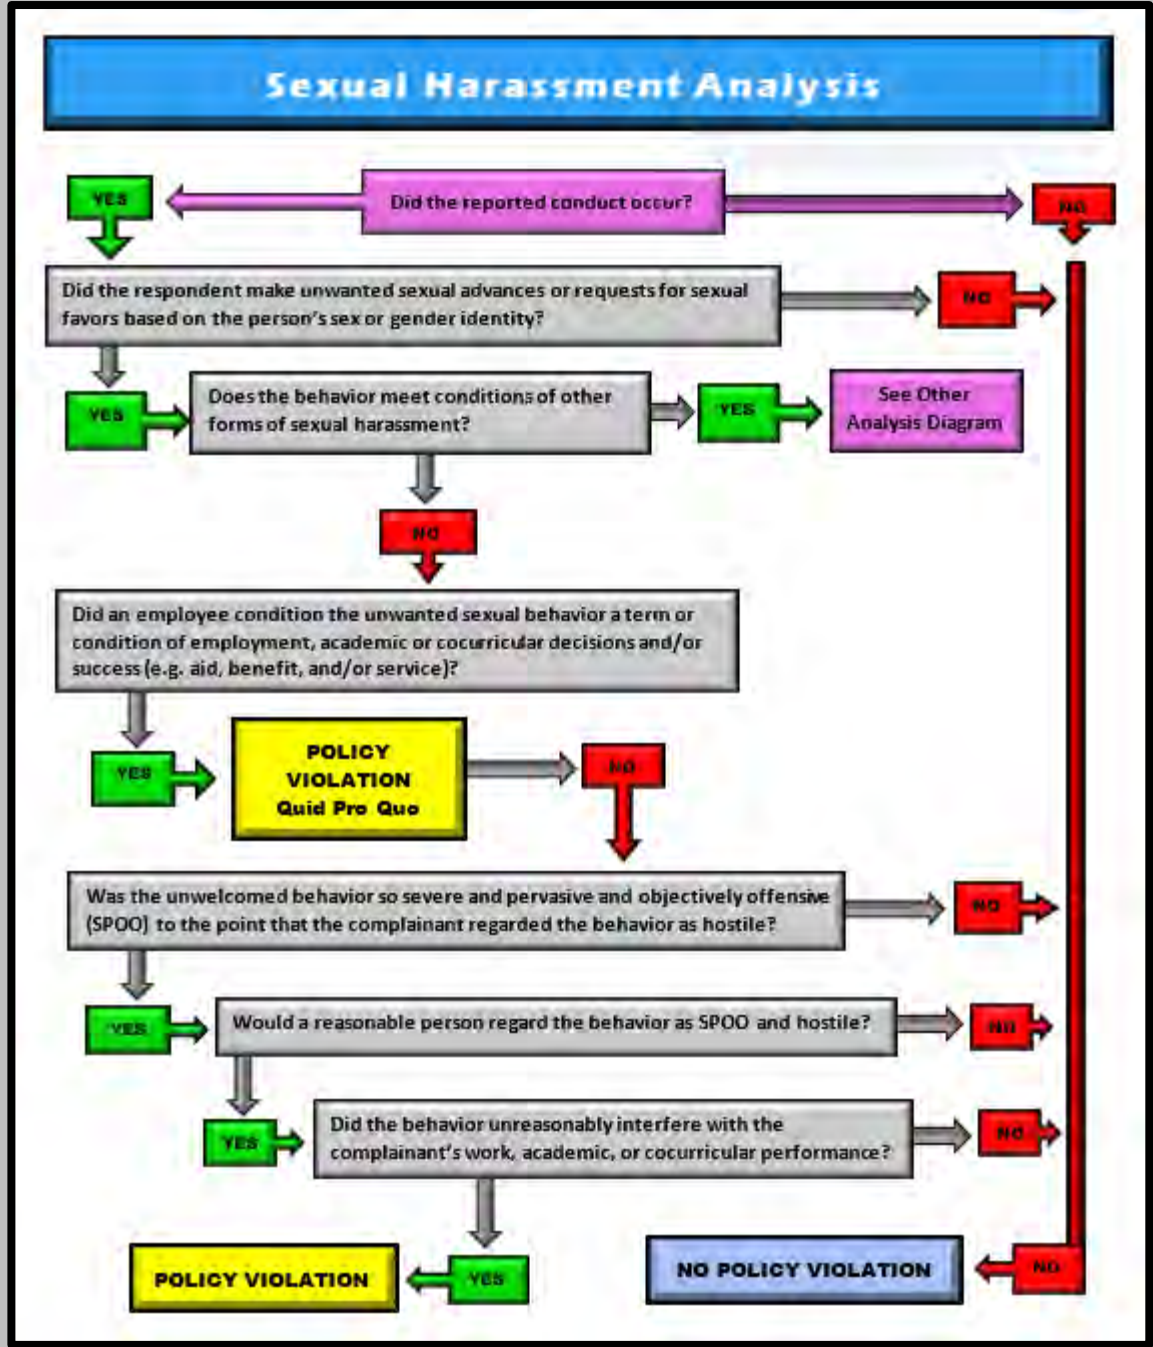 Sexual Harassment Analysis
YES
Did the reported conduct occur?
NO
Did the respondent make unwanted sexual advances or requests for sexual
favors based on the person's sex or gender identity?
NO
YES
Does the behavior meet conditions of other
forms of sexual harassment?
YES
See Other
Analysis Diagram
NO
Did an employee condition the unwanted sexual behavior a term or
condition of employment, academic or cocurricular decisions and/or
success (e.g. aid, benefit, and/or service)?
YES
POLICY
VIOLATION
Quid Pro Quo
NO
Was the unwelcomed behavior so severe and pervasive and objectively offensive
(SPOO) to the point that the complainant regarded the behavior as hostile?
NO
YES
Would a reasonable person regard the behavior as SPOO and hostile?
NO
YES
Did the behavior unreasonably interfere with the
complainant's work, academic, or cocurricular performance?
NO
POLICY VIOLATION
YES
NO POLICY VIOLATION
NO